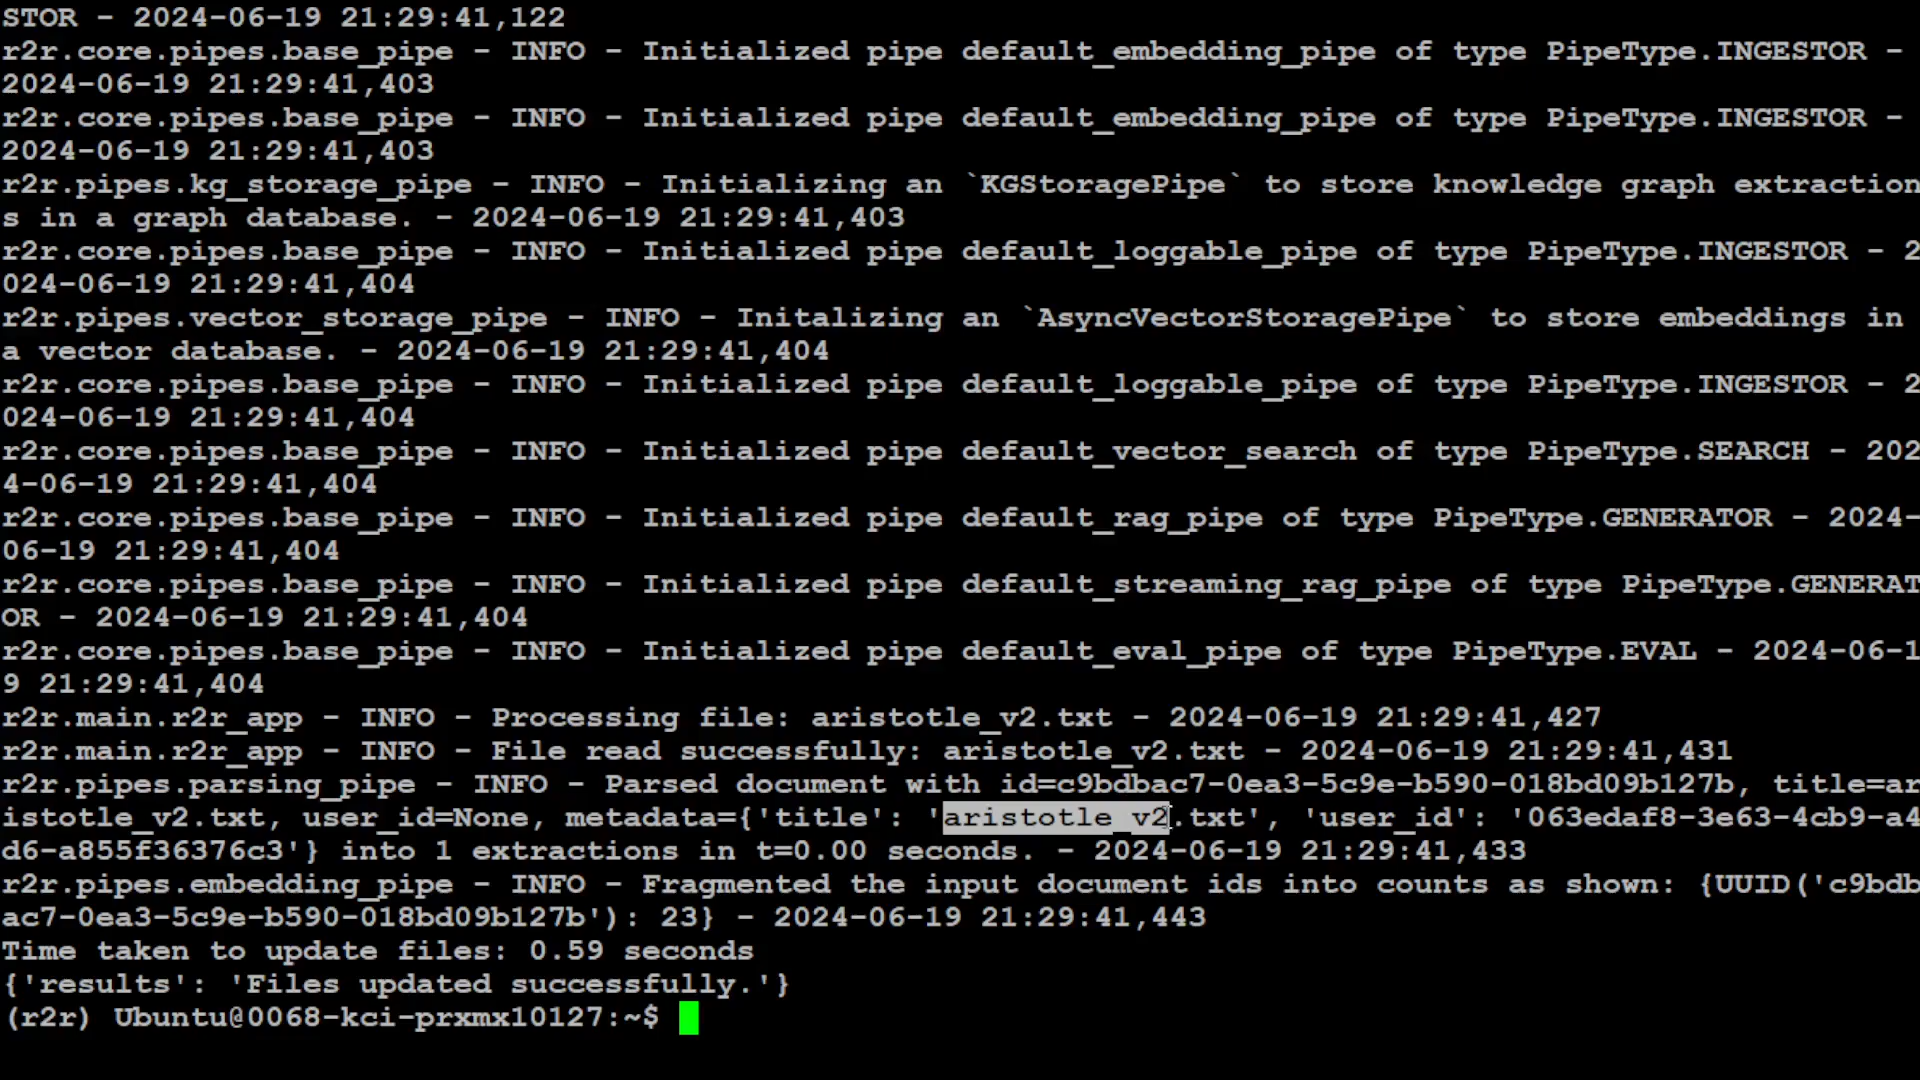 STOR - 2024-06-19 21:29:41,122
r2r.core.pipes.base_pipe - INFO - Initialized pipe default_embedding_pipe of type PipeType.INGESTOR -
2024-06-19 21:29:41,403
r2r.core.pipes.base_pipe - INFO - Initialized pipe default_embedding_pipe of type PipeType.INGESTOR -
2024-06-19 21:29:41,403
r2r.pipes.kg_storage_pipe - INFO - Initializing an `KGStoragePipe` to store knowledge graph extraction
s in a graph database. - 2024-06-19 21:29:41,403
r2r.core.pipes.base_pipe - INFO - Initialized pipe default_loggable_pipe of type PipeType.INGESTOR - 2
024-06-19 21:29:41,404
r2r.pipes.vector_storage_pipe - INFO - Initalizing an `AsyncVectorStoragePipe` to store embeddings in
a vector database. - 2024-06-19 21:29:41,404
r2r.core.pipes.base_pipe - INFO - Initialized pipe default_loggable_pipe of type PipeType.INGESTOR - 2
024-06-19 21:29:41,404
r2r.core.pipes.base_pipe - INFO - Initialized pipe default_vector_search of type PipeType.SEARCH - 202
4-06-19 21:29:41,404
r2r.core.pipes.base_pipe - INFO - Initialized pipe default_rag_pipe of type PipeType.GENERATOR - 2024-
06-19 21:29:41,404
r2r.core.pipes.base_pipe - INFO - Initialized pipe default_streaming_rag_pipe of type PipeType.GENERAT
OR - 2024-06-19 21:29:41,404
r2r.core.pipes.base_pipe - INFO - Initialized pipe default_eval_pipe of type PipeType.EVAL - 2024-06-1
9 21:29:41,404
r2r.main.r2r_app - INFO - Processing file: aristotle_v2.txt - 2024-06-19 21:29:41,427
r2r.main.r2r_app - INFO - File read successfully: aristotle_v2.txt - 2024-06-19 21:29:41,431
r2r.pipes.parsing_pipe - INFO - Parsed document with id=c9bdbac7-0ea3-5c9e-b590-018bd09b127b, title=ar
istotle_v2.txt, user_id=None, metadata={'title': 'aristotle_v2.txt', 'user_id': '063edaf8-3e63-4cb9-a4
d6-a855f36376c3'} into 1 extractions in t=0.00 seconds. - 2024-06-19 21:29:41,433
r2r.pipes.embedding_pipe - INFO - Fragmented the input document ids into counts as shown: {UUID('c9bdb
ac7-0ea3-5c9e-b590-018bd09b127b'): 23} - 2024-06-19 21:29:41,443
Time taken to update files: 0.59 seconds
{'results': 'Files updated successfully.'}
(r2r) Ubuntu@0068-kci-prxmx10127:~$